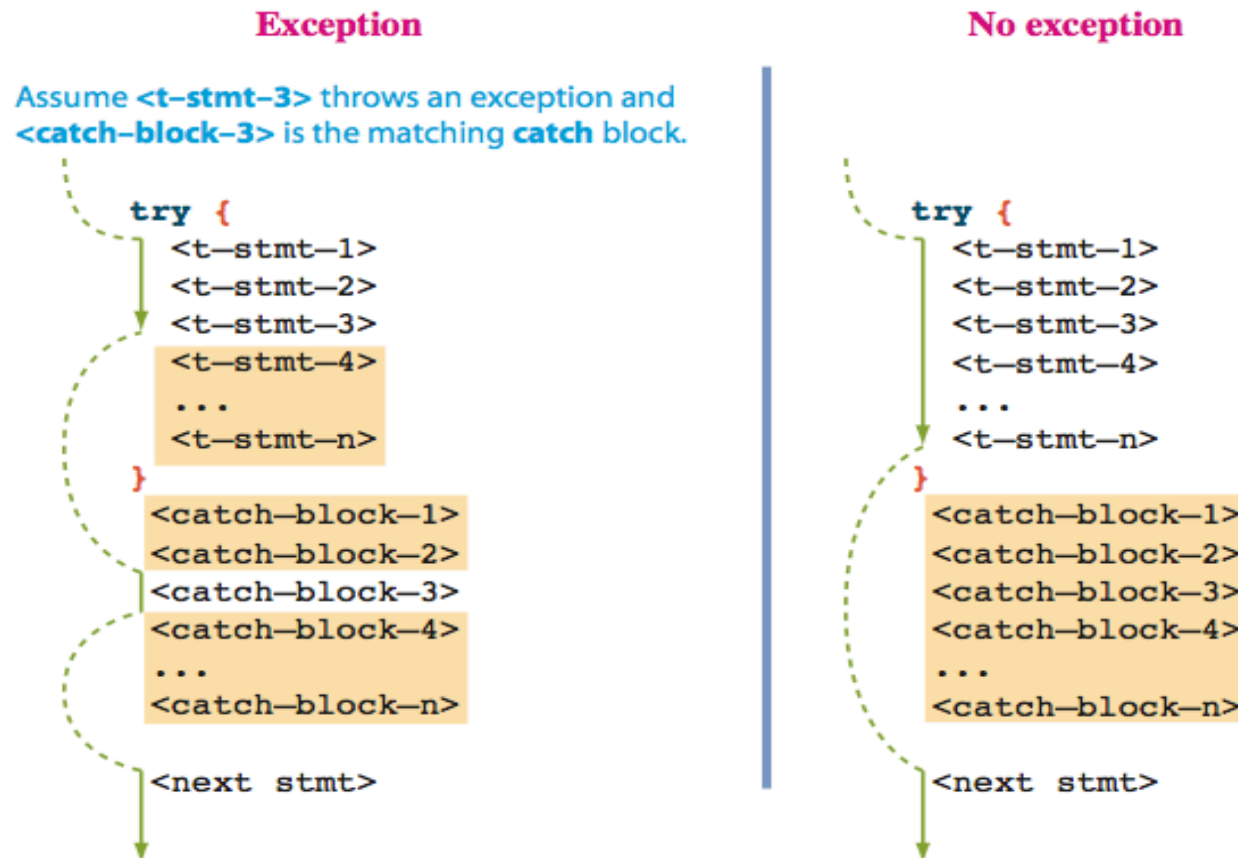 Exception
Assume <t–stmt–3> throws an exception and
<catch–block–3> is the matching catch block.
try {
<t–stmt–1>
<t–stmt–2>
<t–stmt–3>
<t–stmt–4>
...
<t–stmt–n>
}
<catch–block–1>
<catch–block–2>
<catch–block–3>
<catch–block–4>
...
<catch–block–n>
<next stmt>
No exception
try {
<t–stmt–1>
<t–stmt–2>
<t–stmt–3>
<t–stmt–4>
...
<t–stmt–n>
}
<catch–block–1>
<catch–block–2>
<catch–block–3>
<catch–block–4>
...
<catch–block–n>
<next stmt>